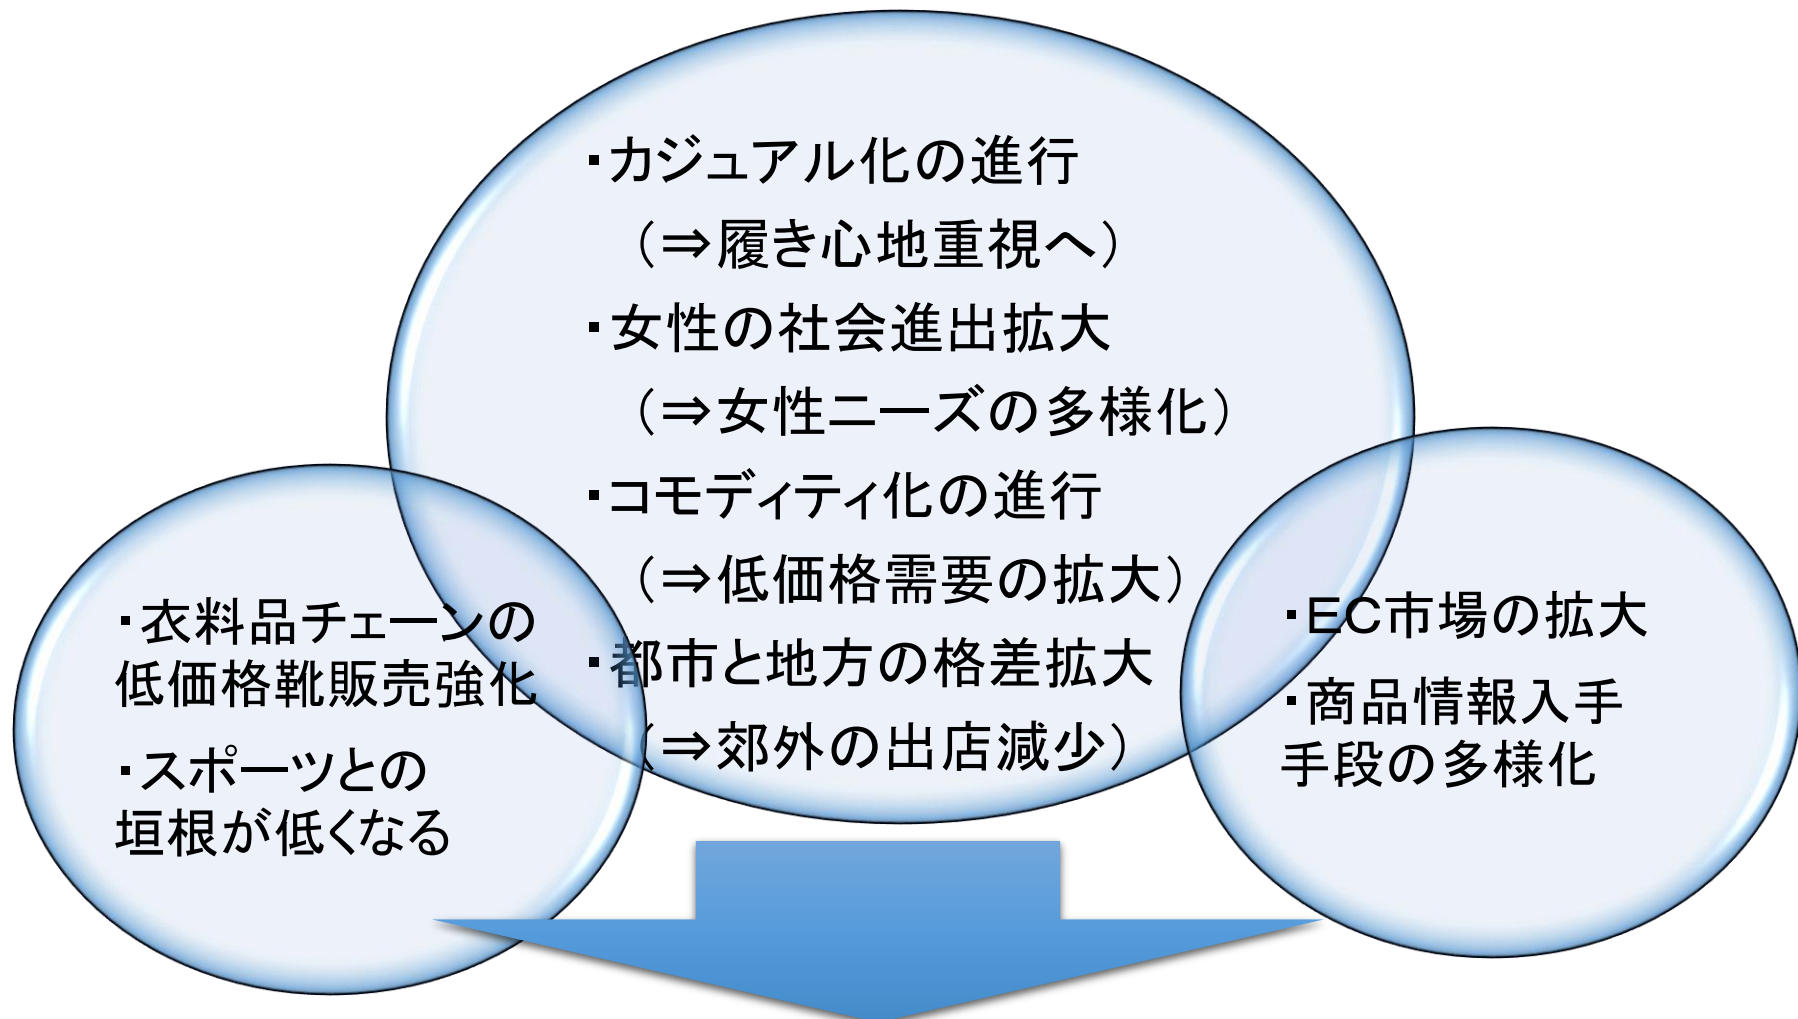 ・カジュアル化の進行
（⇒履き心地重視へ）
・女性の社会進出拡大
（⇒女性ニーズの多様化）
・コモディティ化の進行
（⇒低価格需要の拡大）
・都市と地方の格差拡大
（⇒郊外の出店減少）
・衣料品チェーンの
低価格靴販売強化
・スポーツとの
垣根が低くなる
・EC市場の拡大
・商品情報入手
手段の多様化